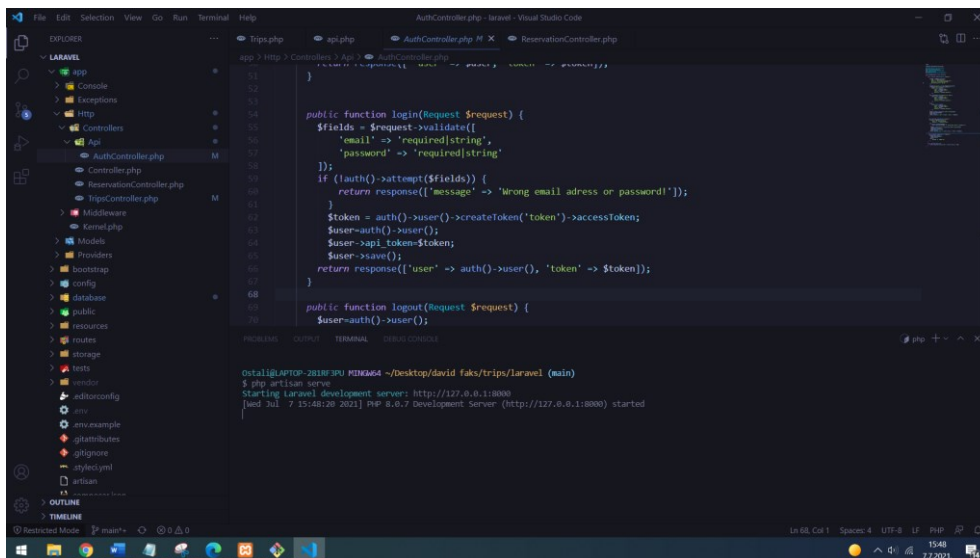 File Edit Selection View Go Run Terminal Help
AuthController.php - laravel - Visual Studio Code
EXPLORER
Trips.php
api.php
AuthController.php M
ReservationController.php
LARAVEL
app > Http > Controllers > Api > AuthController.php
app
Console
Exceptions
Http
Controllers
Api
AuthController.php M
Controller.php
ReservationController.php
TripsController.php M
Middleware
Kernel.php
Models
Providers
bootstrap
config
database
public
resources
routes
storage
tests
vendor
.editorconfig
.env
.env.example
.gitattributes
.gitignore
.styleci.yml
artisan
OUTLINE
TIMELINE
51 }
52
53
54 public function login(Request $request) {
55 $fields = $request->validate([
56 'email' => 'required|string',
57 'password' => 'required|string'
58 ]);
59 if (!auth()->attempt($fields)) {
60 return response(['message' => 'Wrong email adress or password!']);
61 }
62 $token = auth()->user()->createToken('token')->accessToken;
63 $user=auth()->user();
64 $user->api_token=$token;
65 $user->save();
66 return response(['user' => auth()->user(), 'token' => $token]);
67 }
68
69 public function logout(Request $request) {
70 $user=auth()->user();
PROBLEMS OUTPUT TERMINAL DEBUG CONSOLE
php
Ostali@LAPTOP-281RF3PU MINGW64 ~/Desktop/david faks/trips/laravel (main)
$ php artisan serve
Starting Laravel development server: http://127.0.0.1:8000
[Wed Jul 7 15:48:20 2021] PHP 8.0.7 Development Server (http://127.0.0.1:8000) started
Restricted Mode main*+ 0 0
Ln 68, Col 1 Spaces: 4 UTF-8 LF PHP
15:48
7.7.2021.